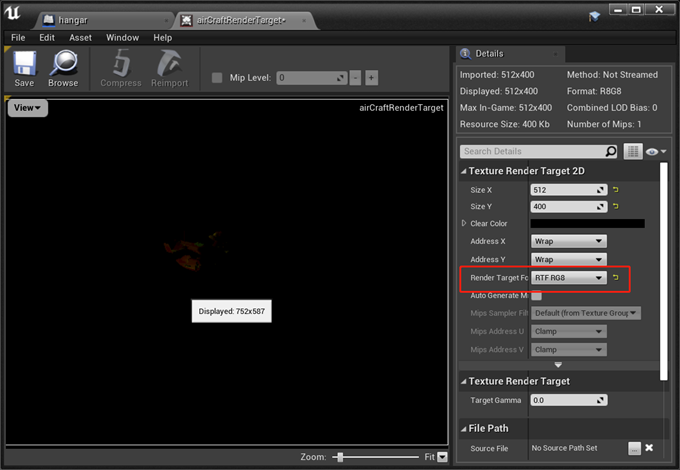 hangar
airCraftRenderTarget•
File Edit Asset Window Help
Save Browse Compress Reimport Mip Level: 0
View
airCraftRenderTarget
Displayed: 752x587
Zoom: Fit
Details
Imported: 512x400 Method: Not Streamed
Displayed: 512x400 Format: R8G8
Max In-Game: 512x400 Combined LOD Bias: 0
Resource Size: 400 Kb Number of Mips: 1
Search Details
Texture Render Target 2D
Size X 512
Size Y 400
Clear Color
Address X Wrap
Address Y Wrap
Render Target Fo RTF RG8
Auto Generate Mi
Mips Sampler Filt Default (from Texture Group
Mips Address U Clamp
Mips Address V Clamp
Texture Render Target
Target Gamma 0.0
File Path
Source File No Source Path Set ...